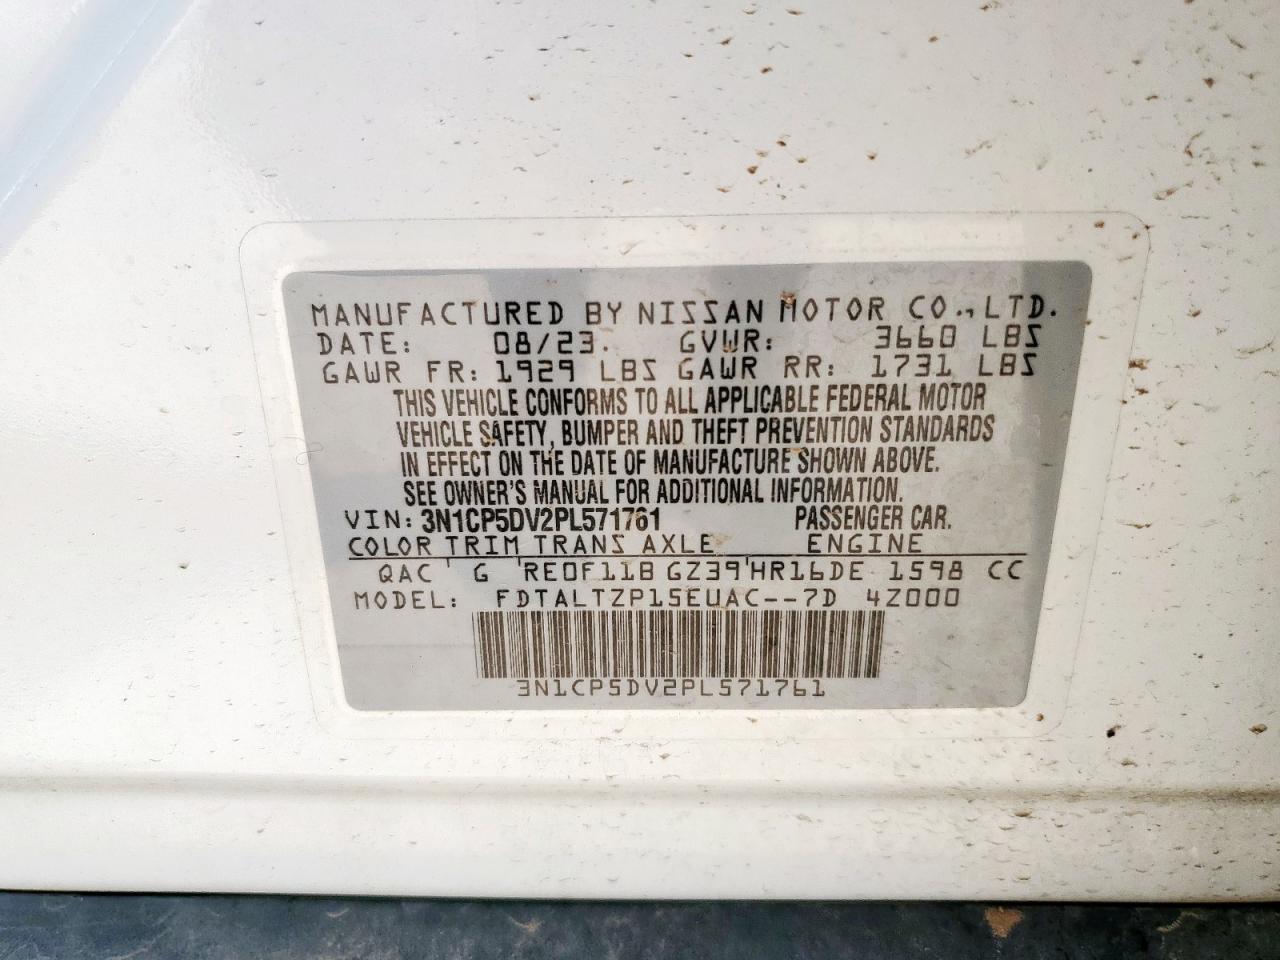 MANUFACTURED BY NISSAN MOTOR CO., LTD.
DATE: 08/23. GVWR: 3660 LBS
GAWR FR: 1929 LBS GAWR RR: 1731 LBS
THIS VEHICLE CONFORMS TO ALL APPLICABLE FEDERAL MOTOR
VEHICLE SAFETY, BUMPER AND THEFT PREVENTION STANDARDS
IN EFFECT ON THE DATE OF MANUFACTURE SHOWN ABOVE.
SEE OWNER'S MANUAL FOR ADDITIONAL INFORMATION.
VIN: 3N1CP5DV2PL571761 PASSENGER CAR.
COLOR TRIM TRANS AXLE ENGINE
QAC ' G 'RE0F11B GZ39'HR16DE 1598 CC
MODEL: FDTALTZP15EUAC--7D 4Z000
3N1CP5DV2PL571761